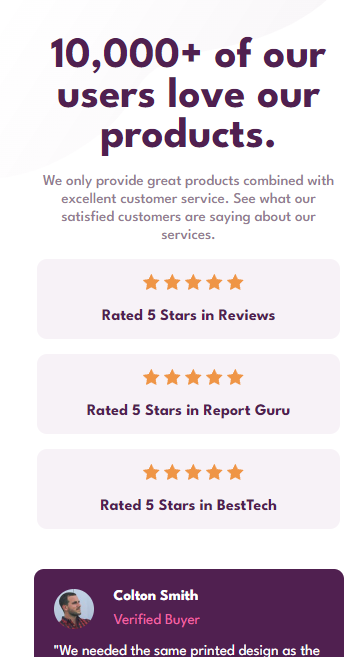 10,000+ of our
users love our
products.
We only provide great products combined with
excellent customer service. See what our
satisfied customers are saying about our
services.
Rated 5 Stars in Reviews
Rated 5 Stars in Report Guru
Rated 5 Stars in BestTech
Colton Smith
Verified Buyer
"We needed the same printed design as the